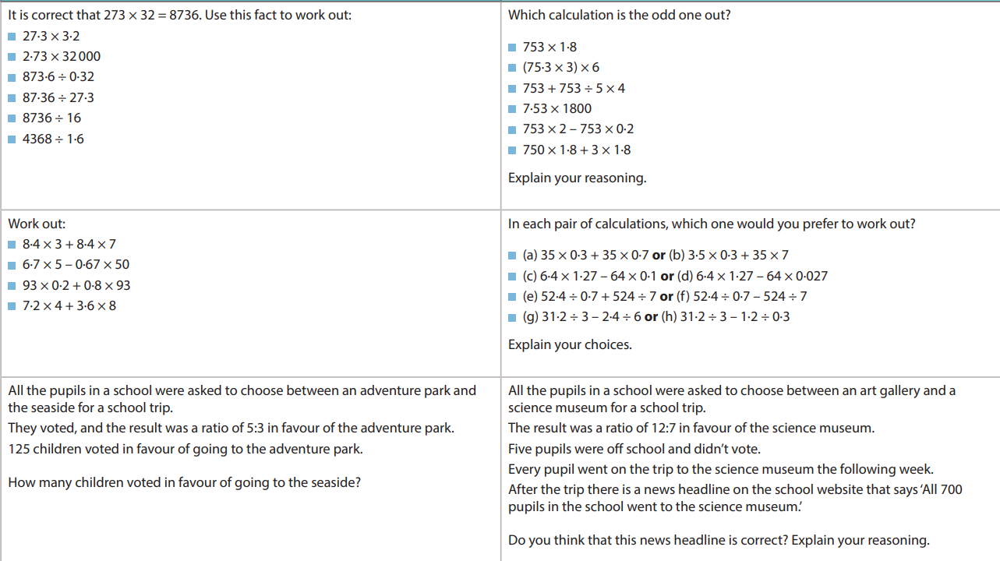 It is correct that 273 × 32 = 8736. Use this fact to work out:
27·3 × 3·2
2·73 × 32 000
873·6 ÷ 0·32
87·36 ÷ 27·3
8736 ÷ 16
4368 ÷ 1·6
Which calculation is the odd one out?
753 × 1·8
(75·3 × 3) × 6
753 + 753 ÷ 5 × 4
7·53 × 1800
753 × 2 – 753 × 0·2
750 × 1·8 + 3 × 1·8
Explain your reasoning.
Work out:
8·4 × 3 + 8·4 × 7
6·7 × 5 – 0·67 × 50
93 × 0·2 + 0·8 × 93
7·2 × 4 + 3·6 × 8
In each pair of calculations, which one would you prefer to work out?
(a) 35 × 0·3 + 35 × 0·7 or (b) 3·5 × 0·3 + 35 × 7
(c) 6·4 × 1·27 – 64 × 0·1 or (d) 6·4 × 1·27 – 64 × 0·027
(e) 52·4 ÷ 0·7 + 524 ÷ 7 or (f) 52·4 ÷ 0·7 – 524 ÷ 7
(g) 31·2 ÷ 3 – 2·4 ÷ 6 or (h) 31·2 ÷ 3 – 1·2 ÷ 0·3
Explain your choices.
All the pupils in a school were asked to choose between an adventure park and
the seaside for a school trip.
They voted, and the result was a ratio of 5:3 in favour of the adventure park.
125 children voted in favour of going to the adventure park.
How many children voted in favour of going to the seaside?
All the pupils in a school were asked to choose between an art gallery and a
science museum for a school trip.
The result was a ratio of 12:7 in favour of the science museum.
Five pupils were off school and didn't vote.
Every pupil went on the trip to the science museum the following week.
After the trip there is a news headline on the school website that says 'All 700
pupils in the school went to the science museum.'
Do you think that this news headline is correct? Explain your reasoning.